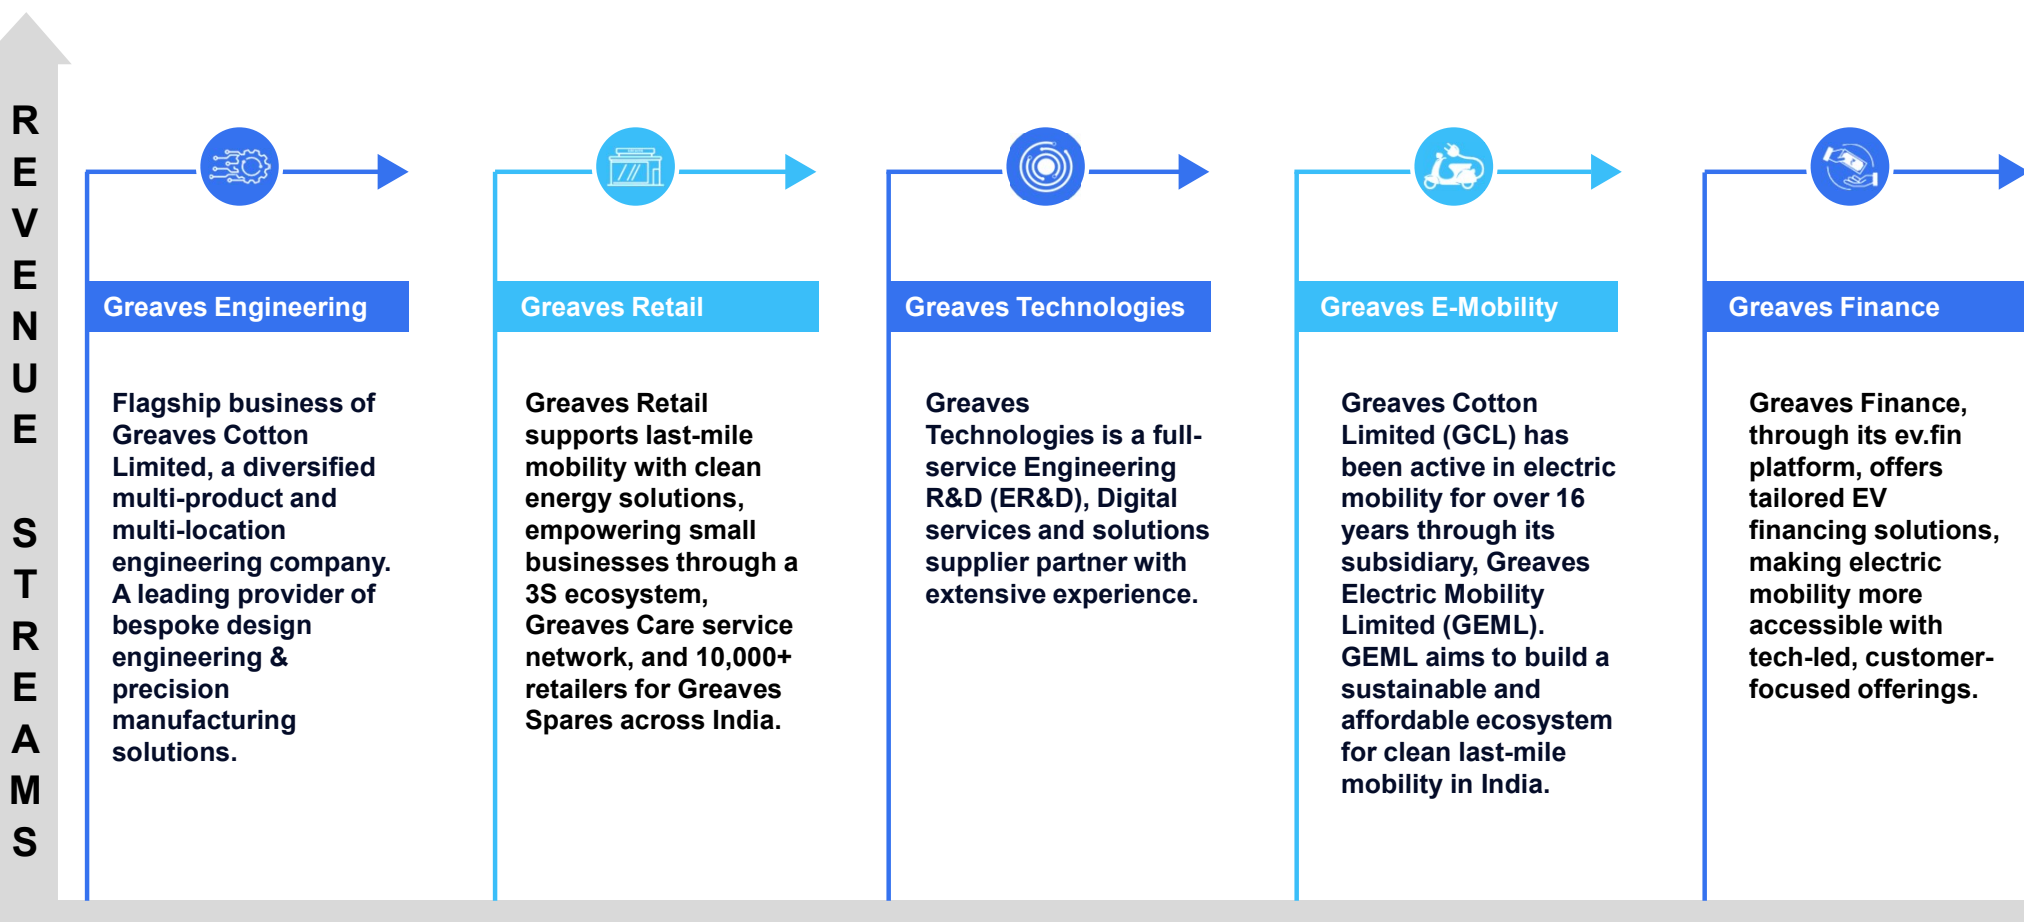 REVENUE STREAMS
Greaves Engineering
Flagship business of
Greaves Cotton
Limited, a diversified
multi-product and
multi-location
engineering company.
A leading provider of
bespoke design
engineering &
precision
manufacturing
solutions.
Greaves Retail
Greaves Retail
supports last-mile
mobility with clean
energy solutions,
empowering small
businesses through a
3S ecosystem,
Greaves Care service
network, and 10,000+
retailers for Greaves
Spares across India.
Greaves Technologies
Greaves
Technologies is a full-
service Engineering
R&D (ER&D), Digital
services and solutions
supplier partner with
extensive experience.
Greaves E-Mobility
Greaves Cotton
Limited (GCL) has
been active in electric
mobility for over 16
years through its
subsidiary, Greaves
Electric Mobility
Limited (GEML).
GEML aims to build a
sustainable and
affordable ecosystem
for clean last-mile
mobility in India.
Greaves Finance
Greaves Finance,
through its ev.fin
platform, offers
tailored EV
financing solutions,
making electric
mobility more
accessible with
tech-led, customer-
focused offerings.